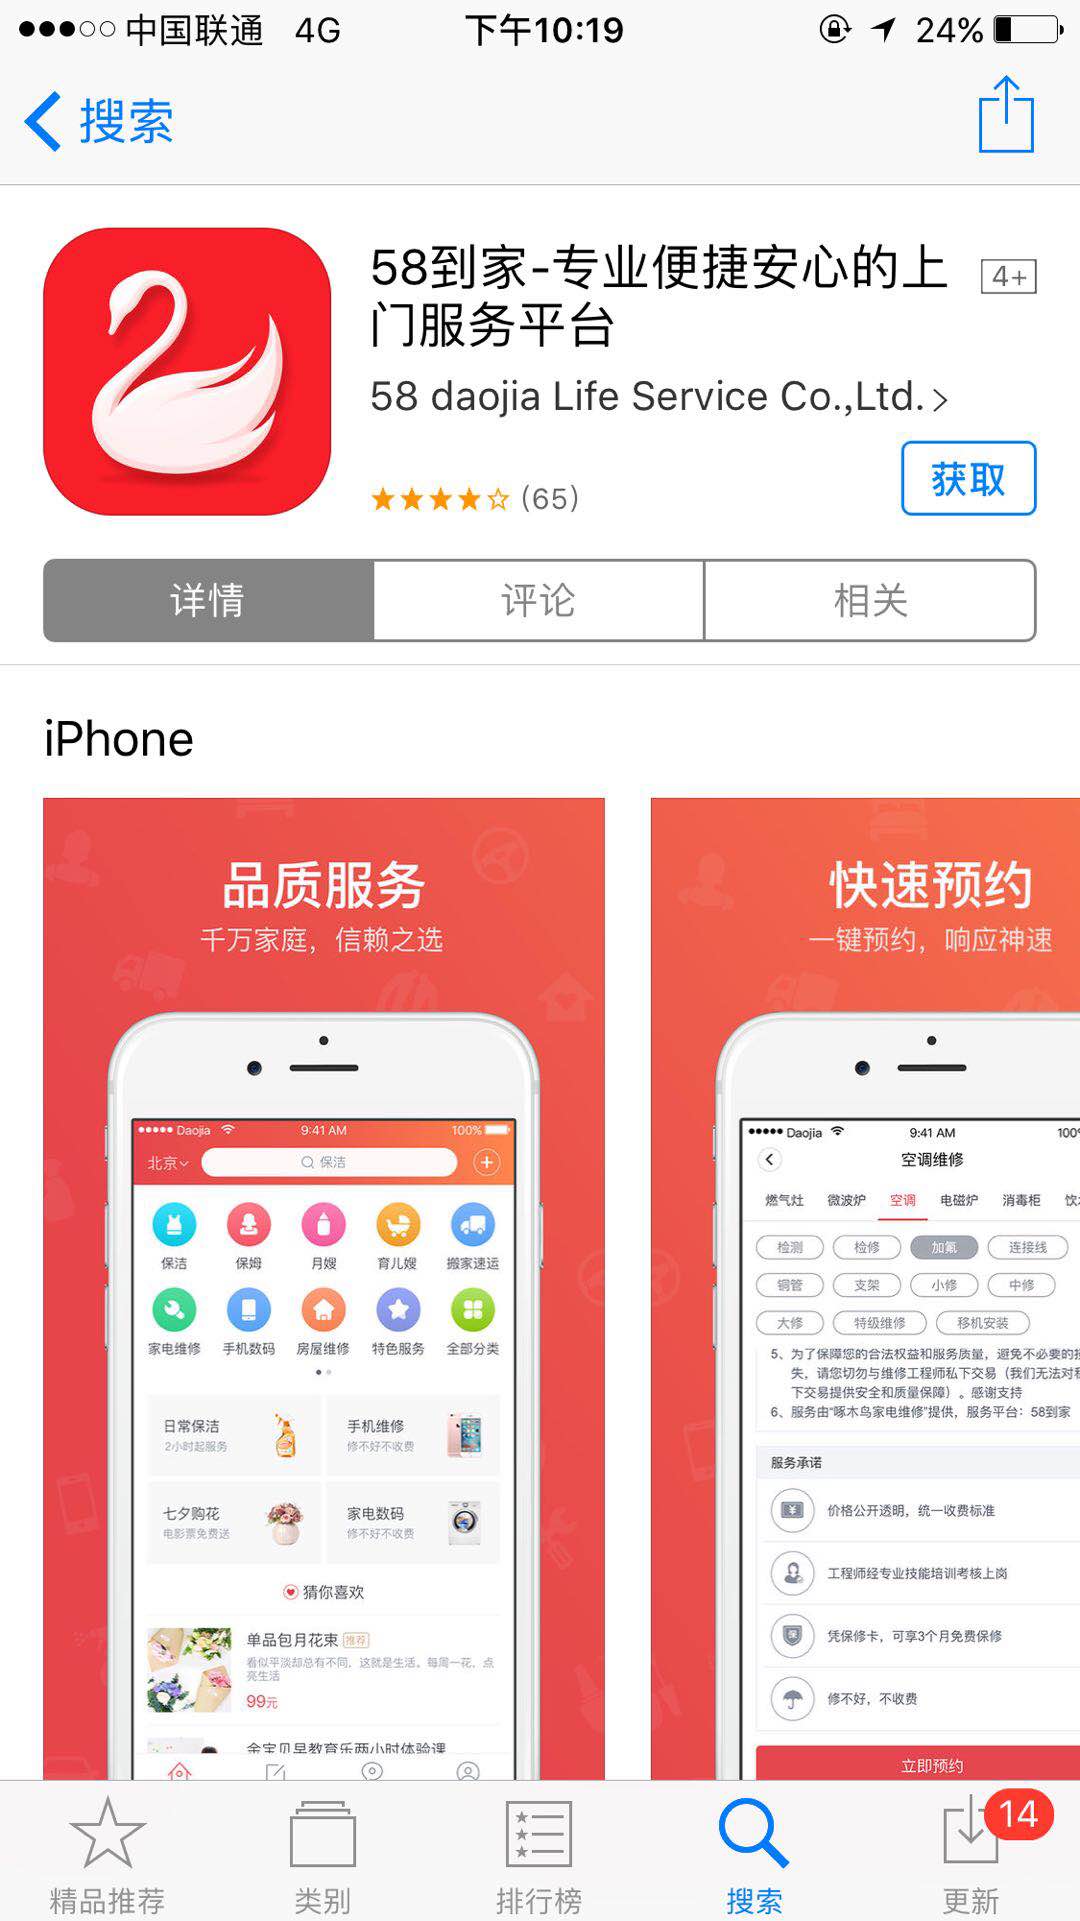 中国联通 4G 下午10:19 24%
搜索
58到家-专业便捷安心的上
门服务平台
4+
58 daojia Life Service Co.,Ltd.
(65)
获取
详情 评论 相关
iPhone
品质服务
千万家庭，信赖之选
Daojia 9:41 AM 100%
北京 保洁
保洁 保姆 月嫂 育儿嫂 搬家速运
家电维修 手机数码 房屋维修 特色服务 全部分类
日常保洁
2小时起服务
手机维修
修不好不收费
七夕购花
电影票免费送
家电数码
修不好不收费
猜你喜欢
单品包月花束 推荐
看似平淡却总有不同，这就是生活。每周一花，点
亮生活
99元
金宝贝早教育乐两小时体验课
快速预约
一键预约，响应神速
Daojia 9:41 AM 100%
空调维修
燃气灶 微波炉 空调 电磁炉 消毒柜 饮
检测 检修 加氟 连接线
铜管 支架 小修 中修
大修 特级维修 移机安装
5、为了保障您的合法权益和服务质量，避免不必要的
失，请您切勿与维修工程师私下交易（我们无法对
下交易提供安全和质量保障）。感谢支持
6、服务由“啄木鸟家电维修”提供，服务平台：58到家
服务承诺
价格公开透明，统一收费标准
工程师经专业技能培训考核上岗
凭保修卡，可享3个月免费保修
修不好，不收费
立即预约
14
精品推荐 类别 排行榜 搜索 更新